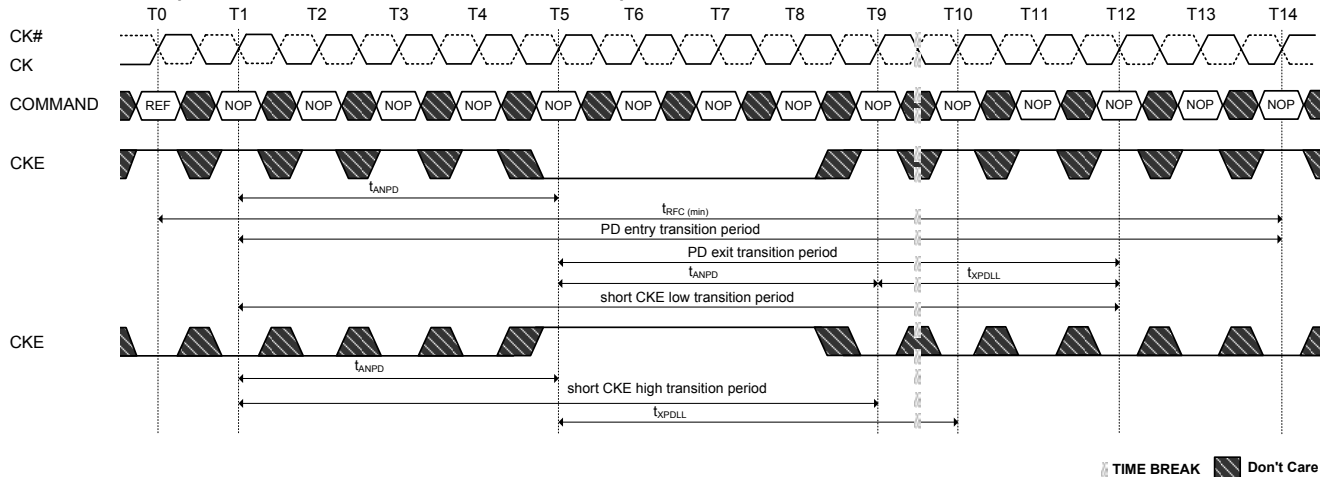 T0 T1 T2 T3 T4 T5 T6 T7 T8 T9 T10 T11 T12 T13 T14
CK#
CK
COMMAND REF NOP NOP NOP NOP NOP NOP NOP NOP NOP NOP NOP NOP NOP NOP
CKE
tANPD
tRFC (min)
PD entry transition period
PD exit transition period
tANPD tXPDLL
short CKE low transition period
CKE
tANPD
short CKE high transition period
tXPDLL
TIME BREAK Don't Care